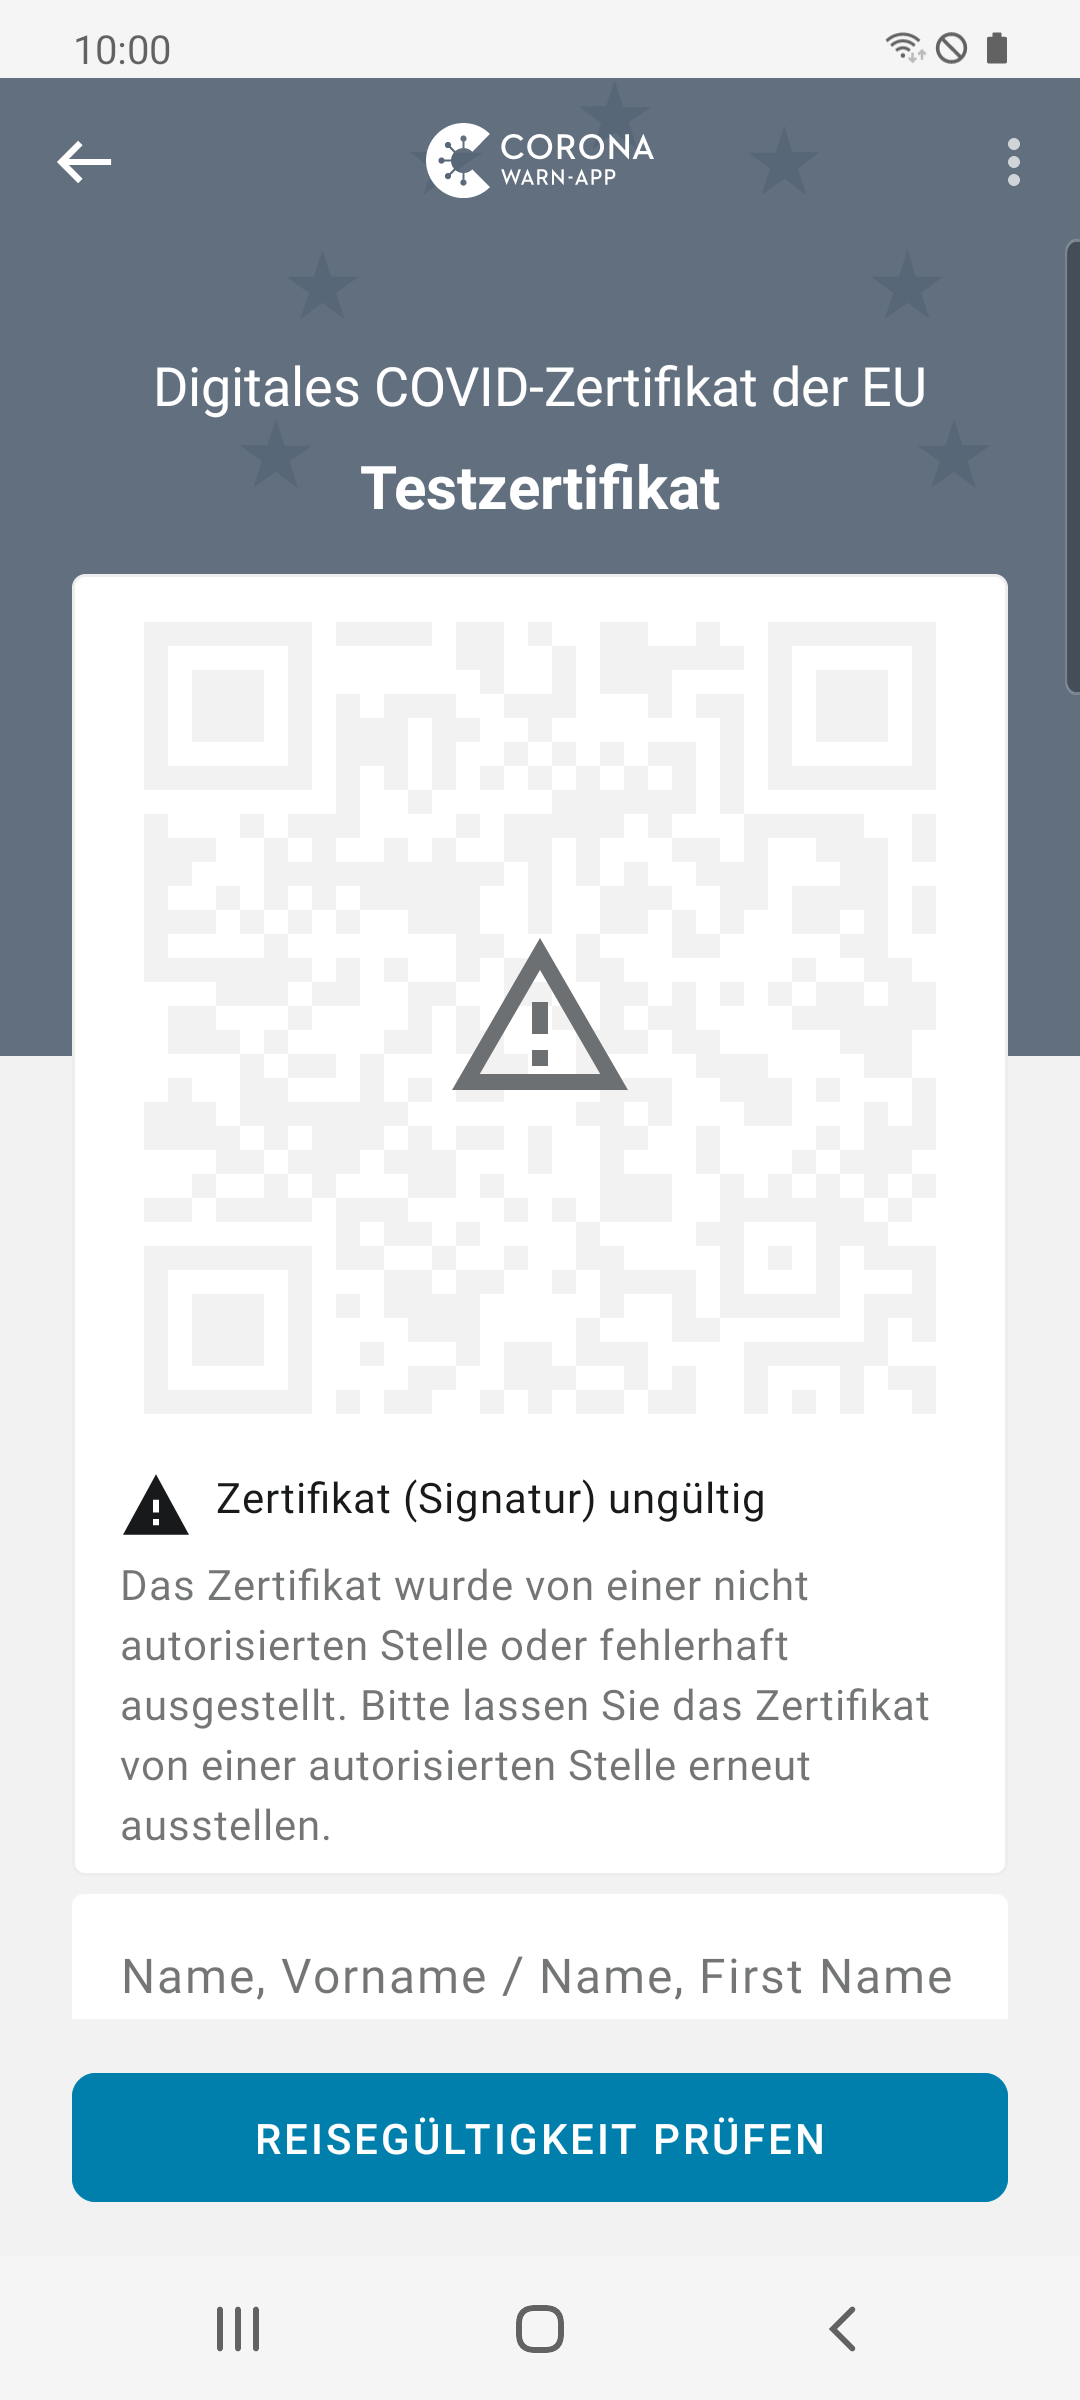 10:00
CORONA
WARN-APP
Digitales COVID-Zertifikat der EU
Testzertifikat
Zertifikat (Signatur) ungültig
Das Zertifikat wurde von einer nicht
autorisierten Stelle oder fehlerhaft
ausgestellt. Bitte lassen Sie das Zertifikat
von einer autorisierten Stelle erneut
ausstellen.
Name, Vorname / Name, First Name
REISEGÜLTIGKEIT PRÜFEN